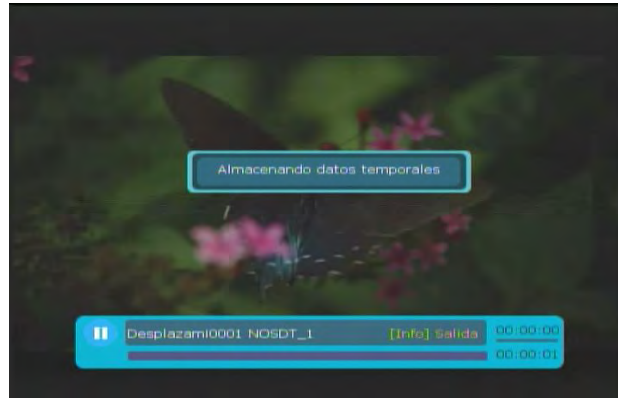 Almacenando datos temporales
Desplazami0001 NOSDT_1 [Info] Salida 00:00:00
00:00:01